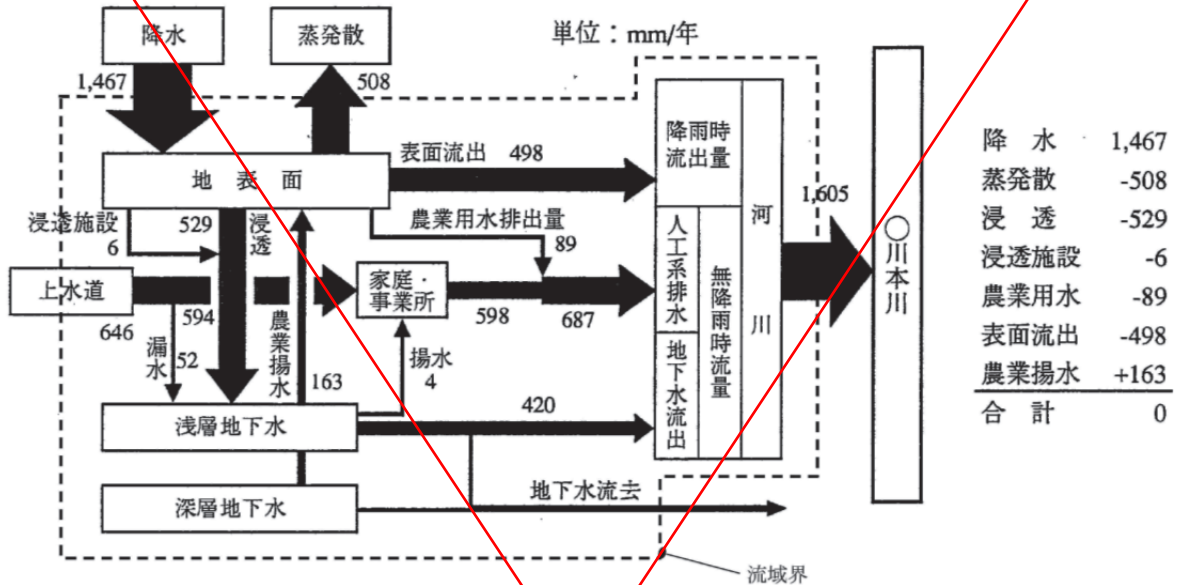 降水
蒸発散
単位：mm/年
1,467
508
地表面
表面流出 498
降雨時
流出量
1,605
浸透施設
6
529
浸透
農業用水排出量
89
上水道
646
594
家庭・
事業所
598
687
人工系排水
無降雨時流量
河川
○川本川
漏水
52
農業揚水
163
揚水
4
浅層地下水
420
地下水流出
深層地下水
地下水流去
流域界
降水 1,467
蒸発散 -508
浸透 -529
浸透施設 -6
農業用水 -89
表面流出 -498
農業揚水 +163
合計 0